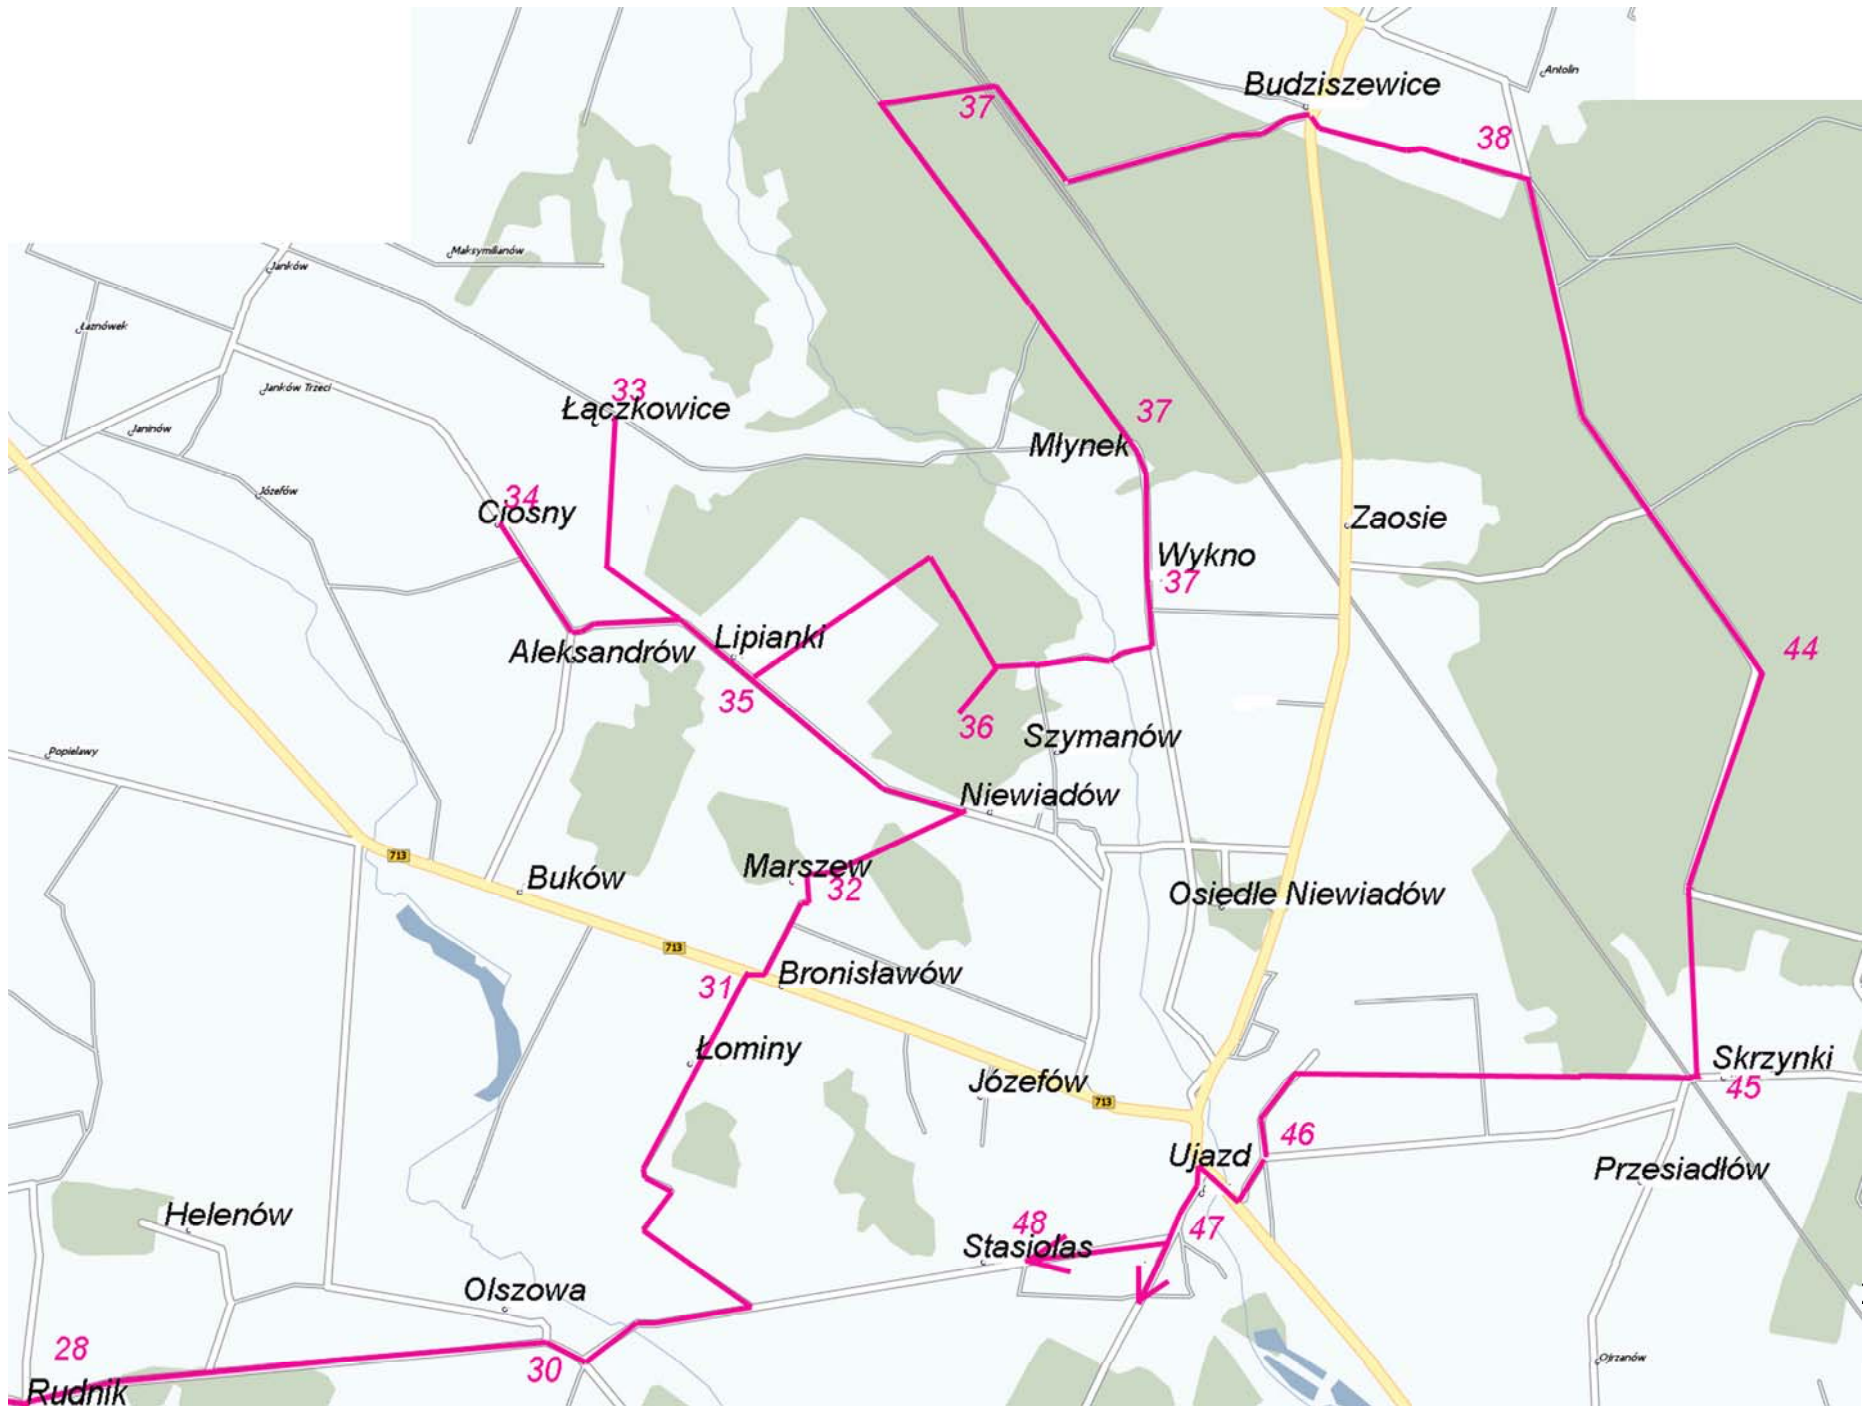 Budziszewice
Antolin
37
38
Maksymilianów
Janków
Łaznówek
Janków Trzeci
33
Łączkowice
37
Młynek
Janinów
Józefów
34
Ciosny
Zaosie
Wykno
37
Lipianki
Aleksandrów
44
35
36
Szymanów
Popielawy
Niewiadów
713
Buków
Marszew
32
Osiedle Niewiadów
713
31
Bronisławów
Łominy
Skrzynki
Józefów
45
713
46
Ujazd
Przesiadłów
Helenów
48
47
Stasiolas
Olszowa
28
30
Ojrzanów
Rudnik